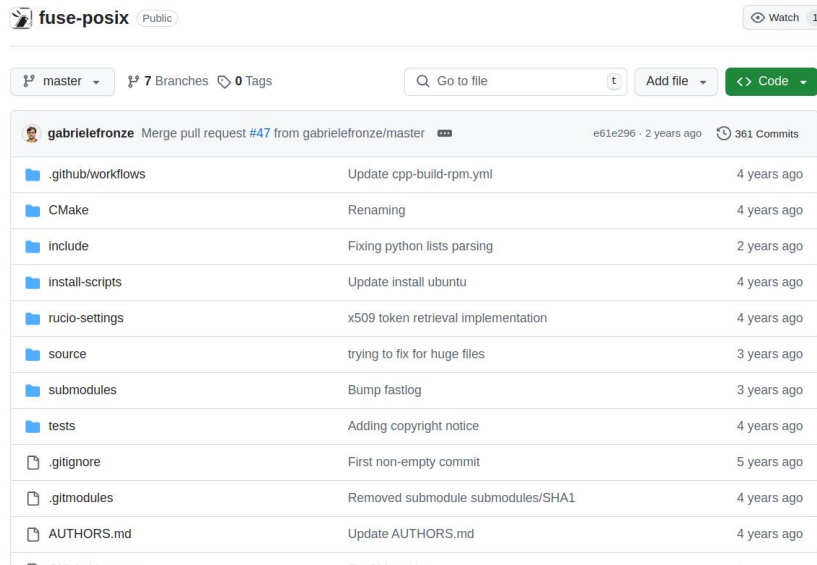 fuse-posix Public Watch 1
master 7 Branches 0 Tags Go to file t Add file Code
gabrielefronze Merge pull request #47 from gabrielefronze/master e61e296 · 2 years ago 361 Commits
.github/workflows Update cpp-build-rpm.yml 4 years ago
CMake Renaming 4 years ago
include Fixing python lists parsing 2 years ago
install-scripts Update install ubuntu 4 years ago
rucio-settings x509 token retrieval implementation 4 years ago
source trying to fix for huge files 3 years ago
submodules Bump fastlog 3 years ago
tests Adding copyright notice 4 years ago
.gitignore First non-empty commit 5 years ago
.gitmodules Removed submodule submodules/SHA1 4 years ago
AUTHORS.md Update AUTHORS.md 4 years ago